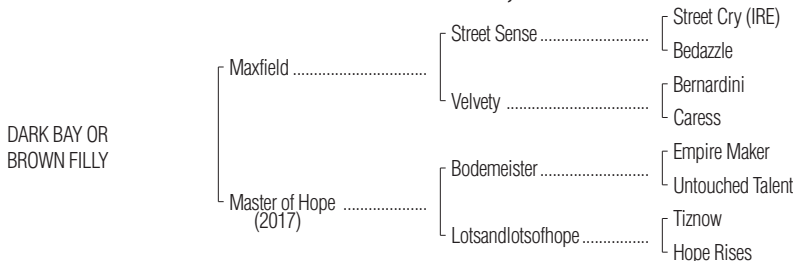 Street Cry (IRE)
Street Sense ...........................
Bedazzle
Maxfield .................................
Bernardini
Velvety ...................................
Caress
DARK BAY OR
BROWN FILLY
Empire Maker
Bodemeister ...........................
Untouched Talent
Master of Hope ....................
(2017)
Tiznow
Lotsandlotsofhope ................
Hope Rises